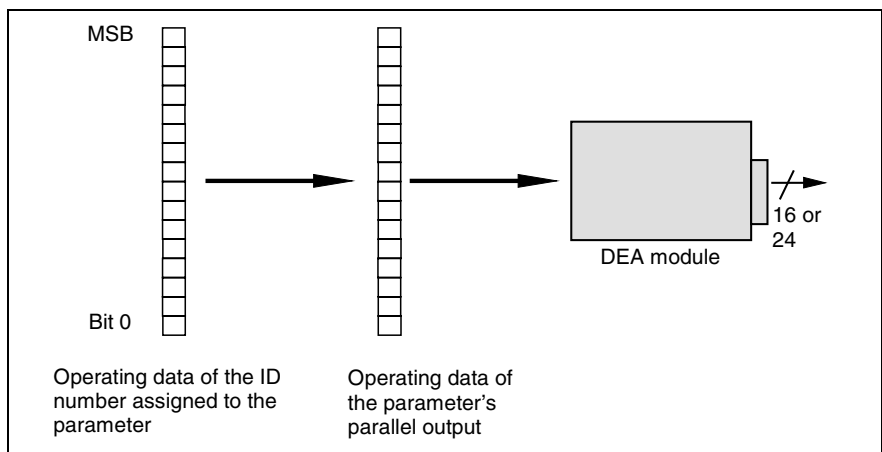 MSB
Bit 0
Operating data of the ID
number assigned to the
parameter
Operating data of
the parameter's
parallel output
DEA module
16 or
24